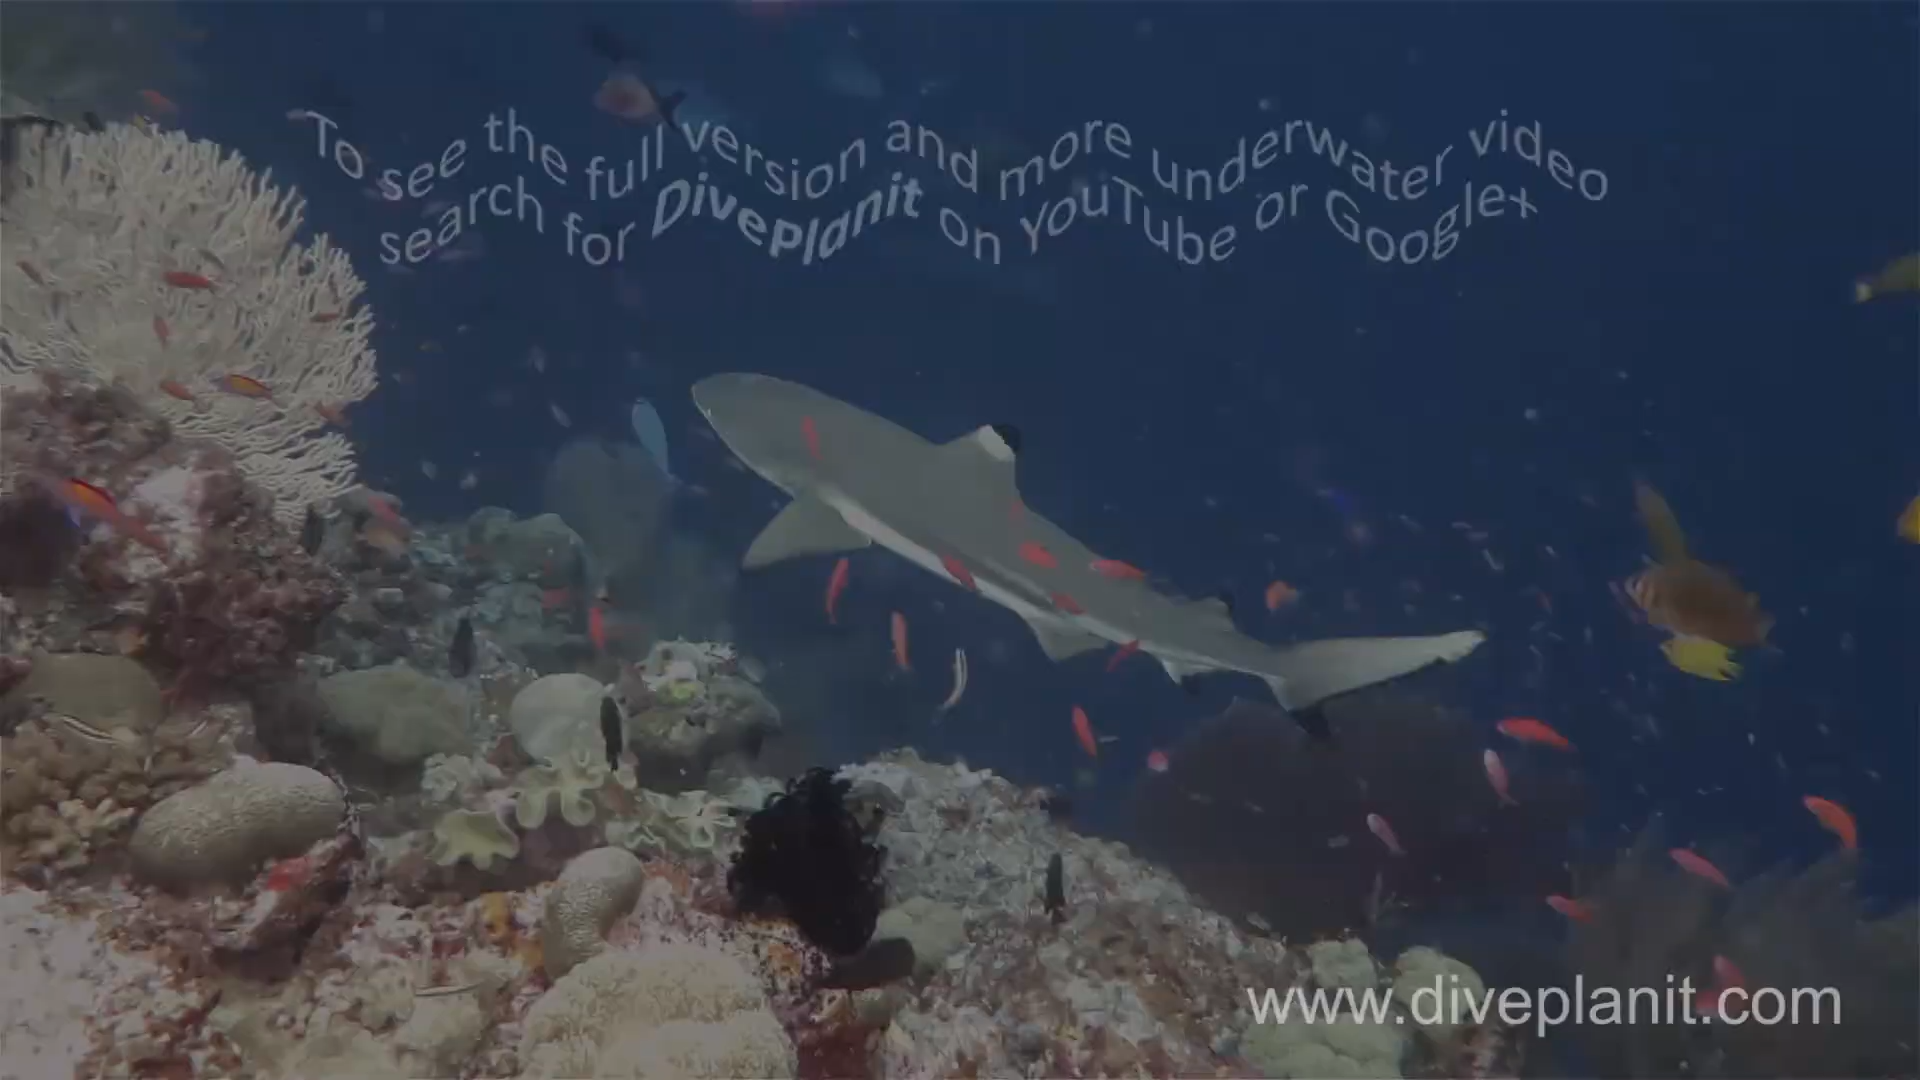 To see the full version and more underwater video
search for Diveplanit on YouTube or Google+
www.diveplanit.com